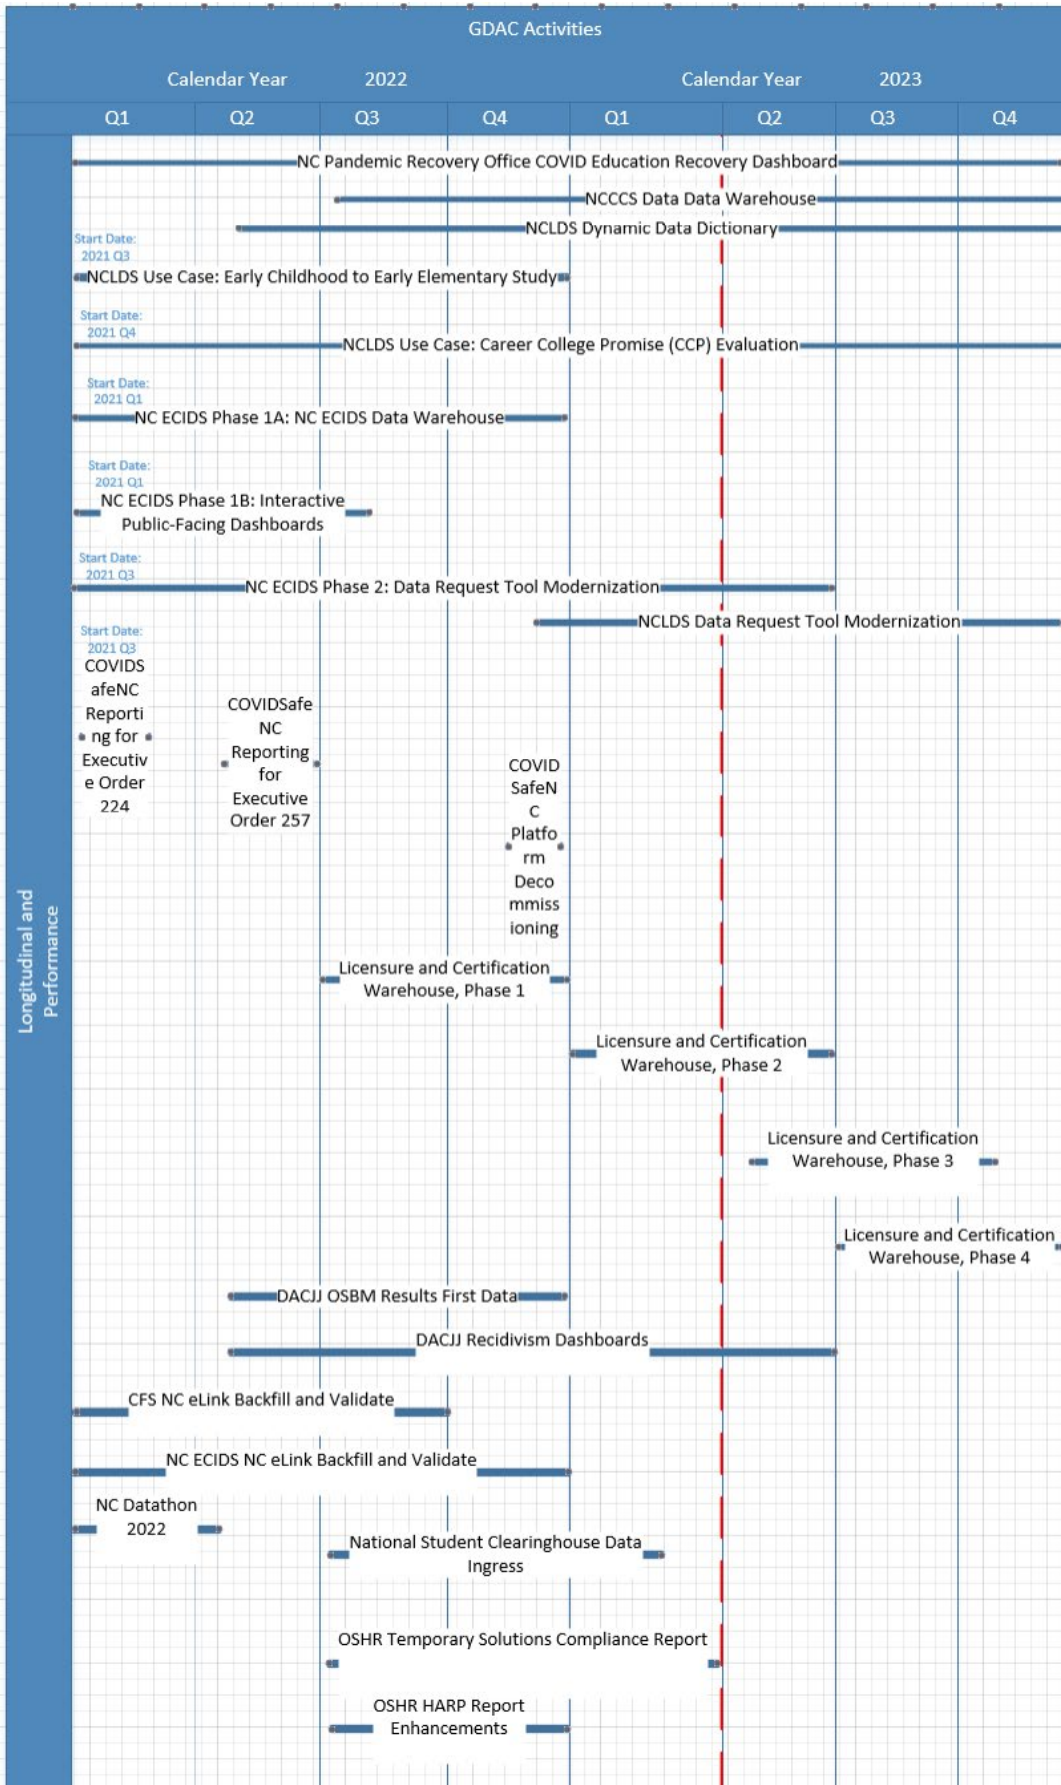 GDAC Activities
Calendar Year 2022 Calendar Year 2023
Q1 Q2 Q3 Q4 Q1 Q2 Q3 Q4
Longitudinal and
Performance
NC Pandemic Recovery Office COVID Education Recovery Dashboard
NCCCS Data Data Warehouse
NCLDS Dynamic Data Dictionary
Start Date:
2021 Q3
NCLDS Use Case: Early Childhood to Early Elementary Study
Start Date:
2021 Q4
NCLDS Use Case: Career College Promise (CCP) Evaluation
Start Date:
2021 Q1
NC ECIDS Phase 1A: NC ECIDS Data Warehouse
Start Date:
2021 Q1
NC ECIDS Phase 1B: Interactive
Public-Facing Dashboards
Start Date:
2021 Q3
NC ECIDS Phase 2: Data Request Tool Modernization
NCLDS Data Request Tool Modernization
Start Date:
2021 Q3
COVIDS
afeNC
Reporti
ng for
Executiv
e Order
224
COVIDSafe
NC
Reporting
for
Executive
Order 257
COVID
SafeN
C
Platfo
rm
Deco
mmiss
ioning
Licensure and Certification
Warehouse, Phase 1
Licensure and Certification
Warehouse, Phase 2
Licensure and Certification
Warehouse, Phase 3
Licensure and Certification
Warehouse, Phase 4
DACJJ OSBM Results First Data
DACJJ Recidivism Dashboards
CFS NC eLink Backfill and Validate
NC ECIDS NC eLink Backfill and Validate
NC Datathon
2022
National Student Clearinghouse Data
Ingress
OSHR Temporary Solutions Compliance Report
OSHR HARP Report
Enhancements